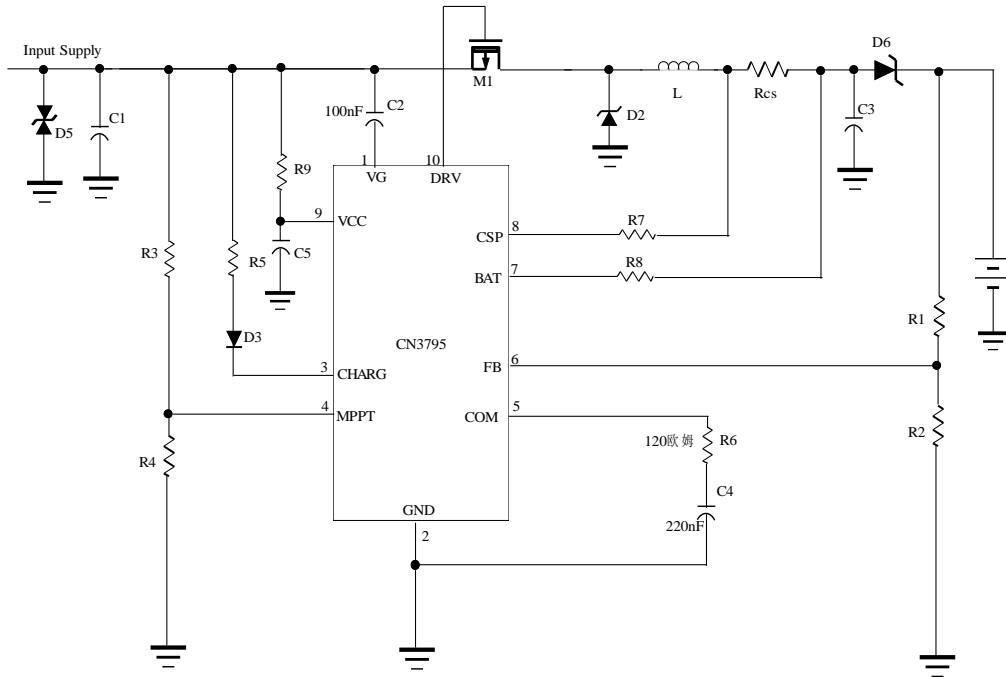 Input Supply
M1
D6
L
Rcs
D5
C1
100nF
C2
D2
C3
R9
1
10
VG
DRV
9
VCC
8
CSP
R7
R3
R5
C5
7
BAT
R8
D3
CN3795
R1
3
CHARG
6
FB
4
MPPT
5
COM
R4
120欧姆
R6
R2
C4
220nF
GND
2